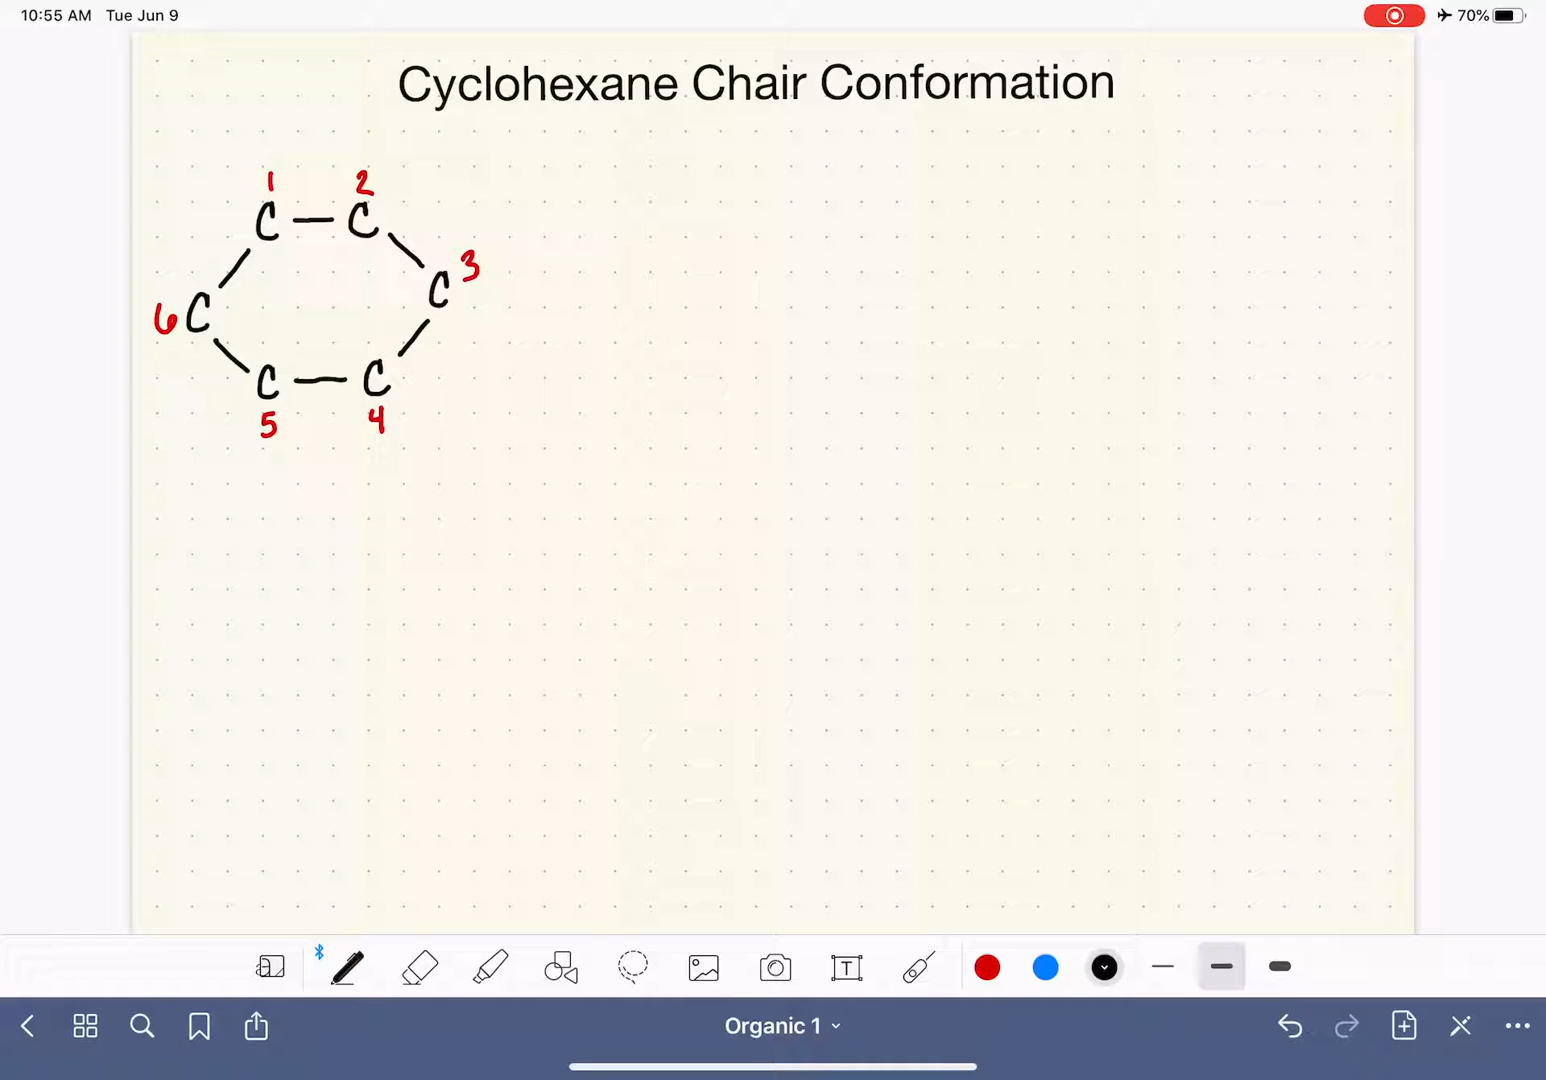 10:55 AM Tue Jun 9
70%
Cyclohexane Chair Conformation
1 2
C — C
C 3
6 C
C — C
5 4
T
Organic 1